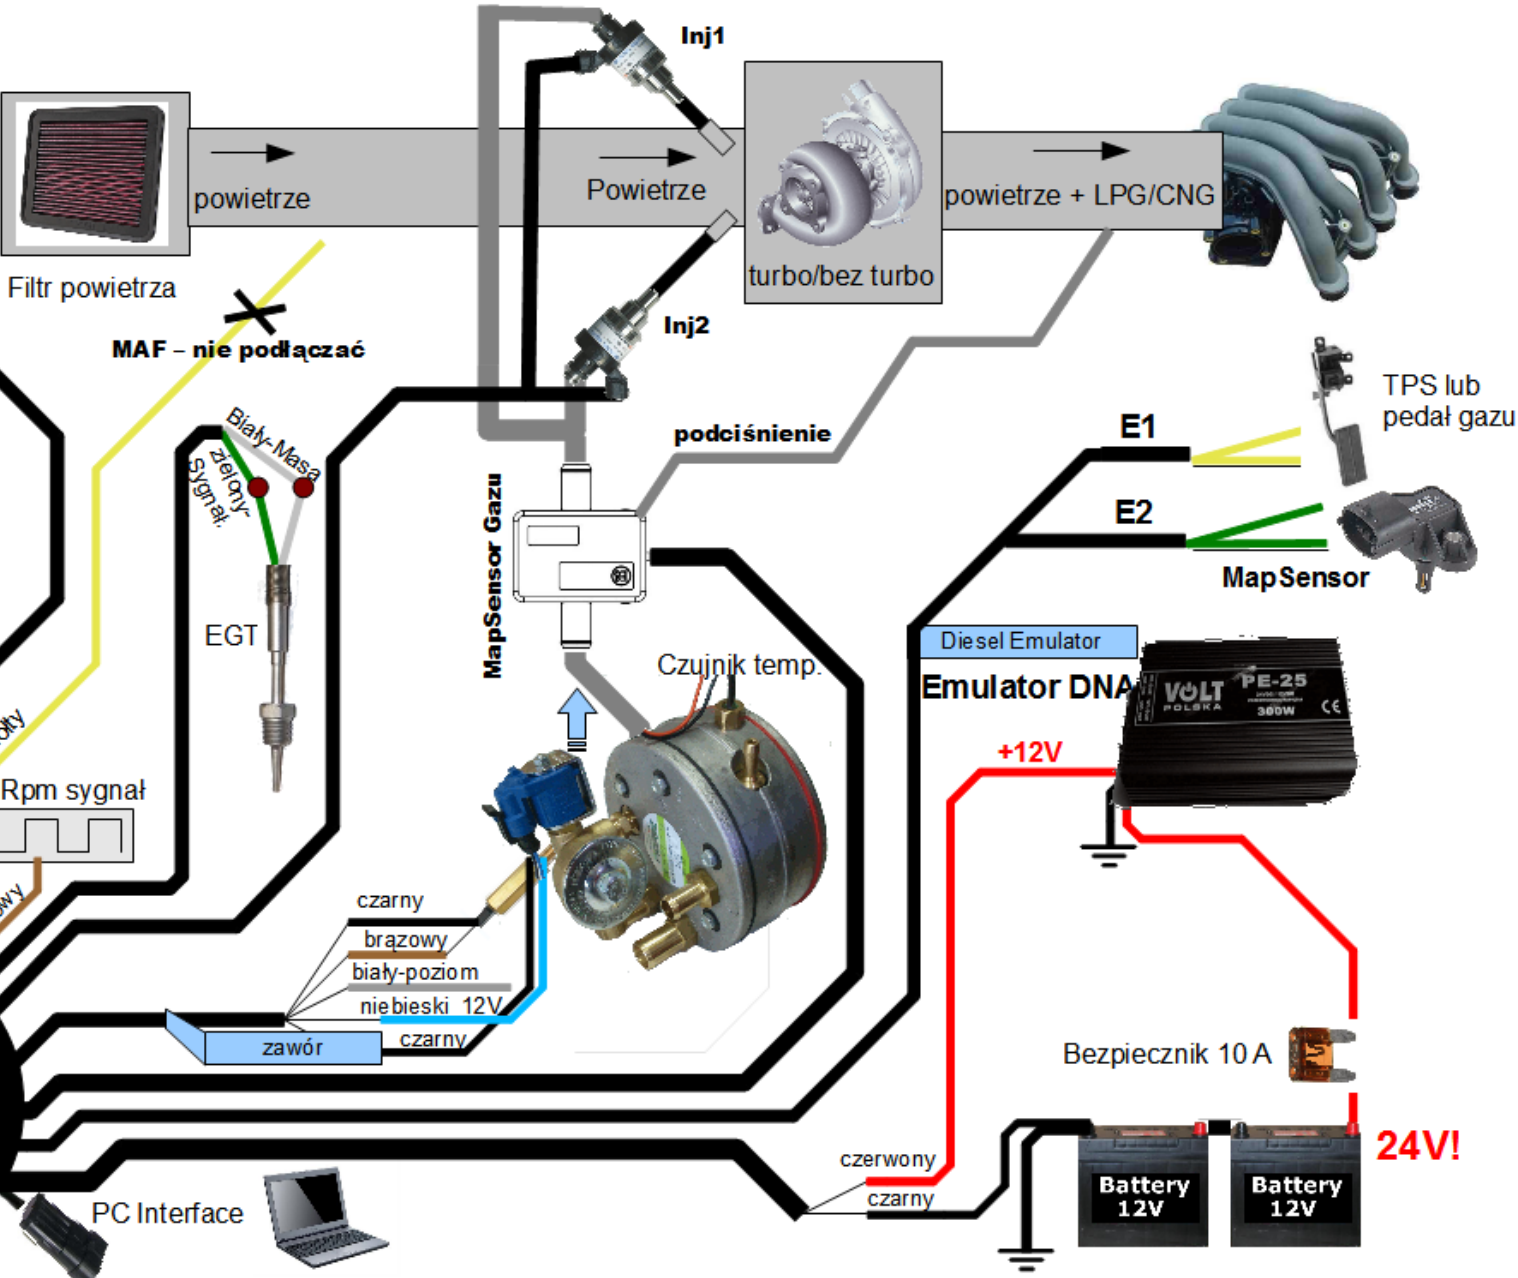 Inj1
powietrze
Powietrze
powietrze + LPG/CNG
Filtr powietrza
turbo/bez turbo
Inj2
MAF – nie podłączać
TPS lub
pedał gazu
Biały-Masa
zielony-
Sygnał.
podciśnienie
E1
E2
MapSensor Gazu
MapSensor
EGT
Czujnik temp.
Diesel Emulator
Emulator DNA
VOLT
POLSKA
PE-25
300W
CE
+12V
Rpm sygnał
czarny
brązowy
biały-poziom
niebieski 12V
czarny
zawór
Bezpiecznik 10 A
24V!
czerwony
czarny
Battery
12V
Battery
12V
PC Interface